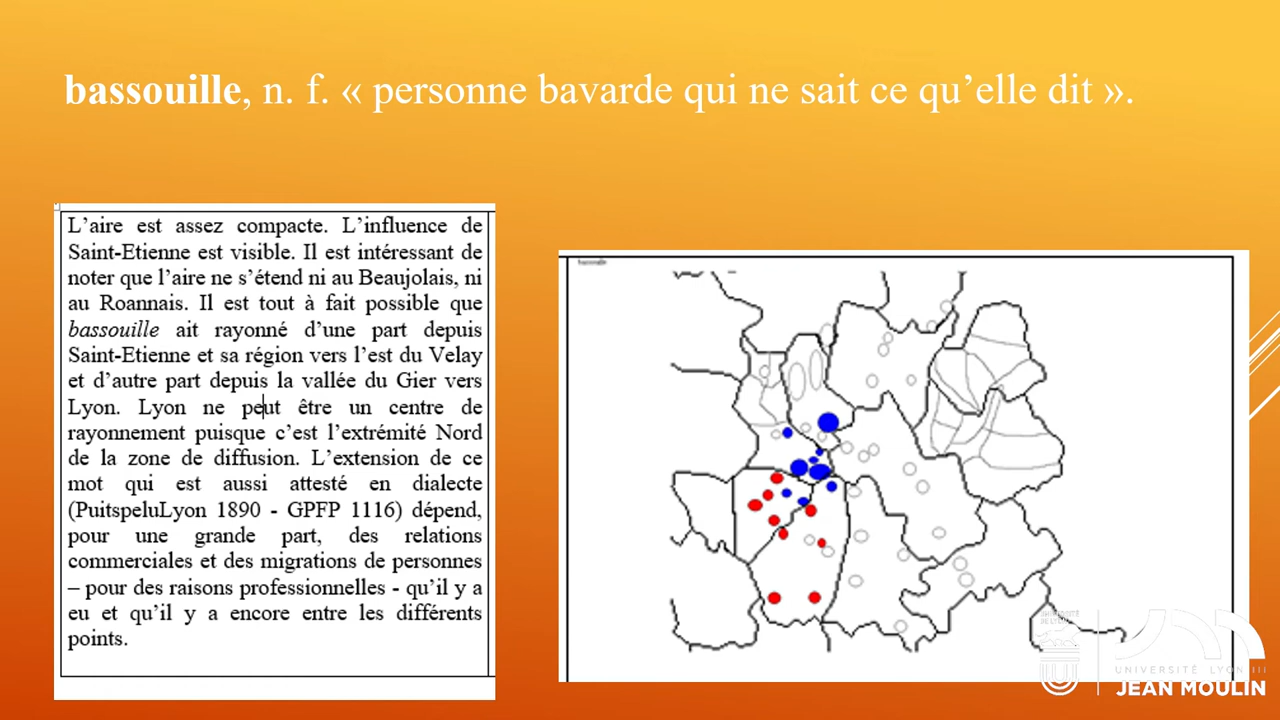 bassouille, n. f. « personne bavarde qui ne sait ce qu’elle dit ».
L’aire est assez compacte. L’influence de
Saint-Etienne est visible. Il est intéressant de
noter que l’aire ne s’étend ni au Beaujolais, ni
au Roannais. Il est tout à fait possible que
bassouille ait rayonné d’une part depuis
Saint-Etienne et sa région vers l’est du Velay
et d’autre part depuis la vallée du Gier vers
Lyon. Lyon ne peut être un centre de
rayonnement puisque c’est l’extrémité Nord
de la zone de diffusion. L’extension de ce
mot qui est aussi attesté en dialecte
(PuitspeluLyon 1890 - GPFP 1116) dépend,
pour une grande part, des relations
commerciales et des migrations de personnes
– pour des raisons professionnelles - qu’il y a
eu et qu’il y a encore entre les différents
points.
bassouille
UNIVERSITÉ
DE LYON
UNIVERSITÉ LYON III
JEAN MOULIN